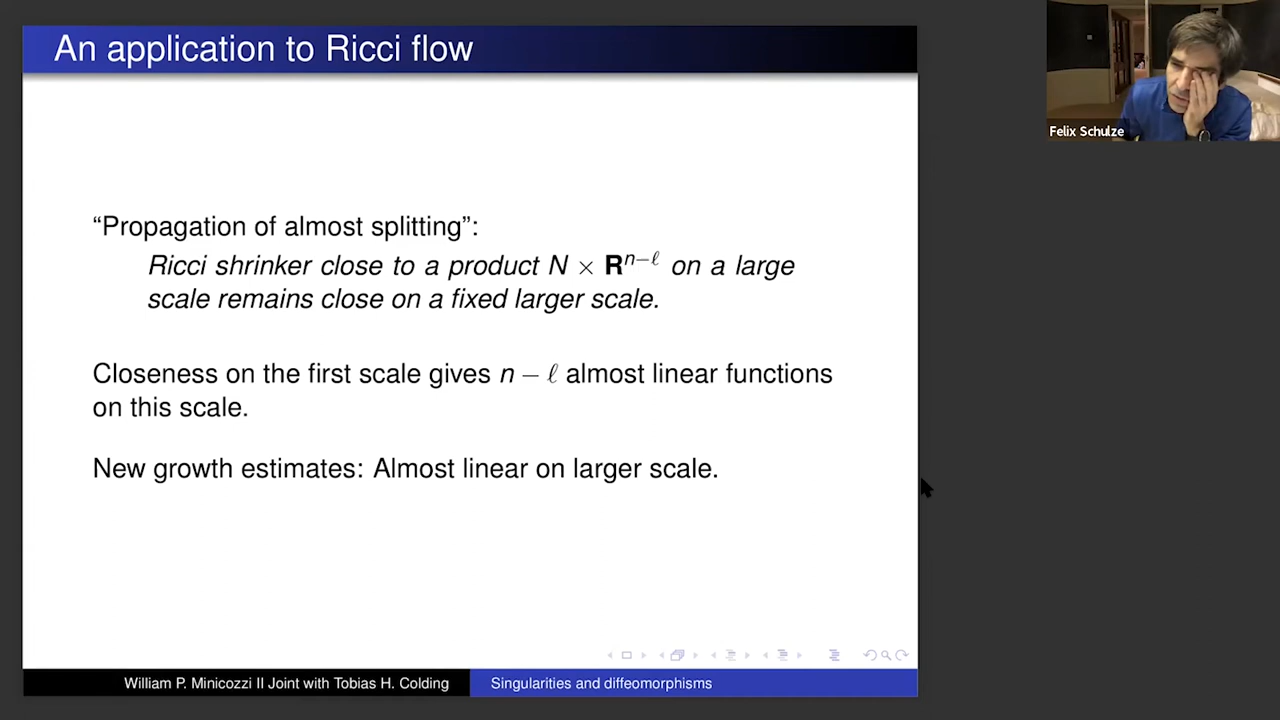 An application to Ricci flow
Felix Schulze
“Propagation of almost splitting”:
Ricci shrinker close to a product N × R^{n−ℓ} on a large
scale remains close on a fixed larger scale.
Closeness on the first scale gives n − ℓ almost linear functions
on this scale.
New growth estimates: Almost linear on larger scale.
William P. Minicozzi II Joint with Tobias H. Colding
Singularities and diffeomorphisms